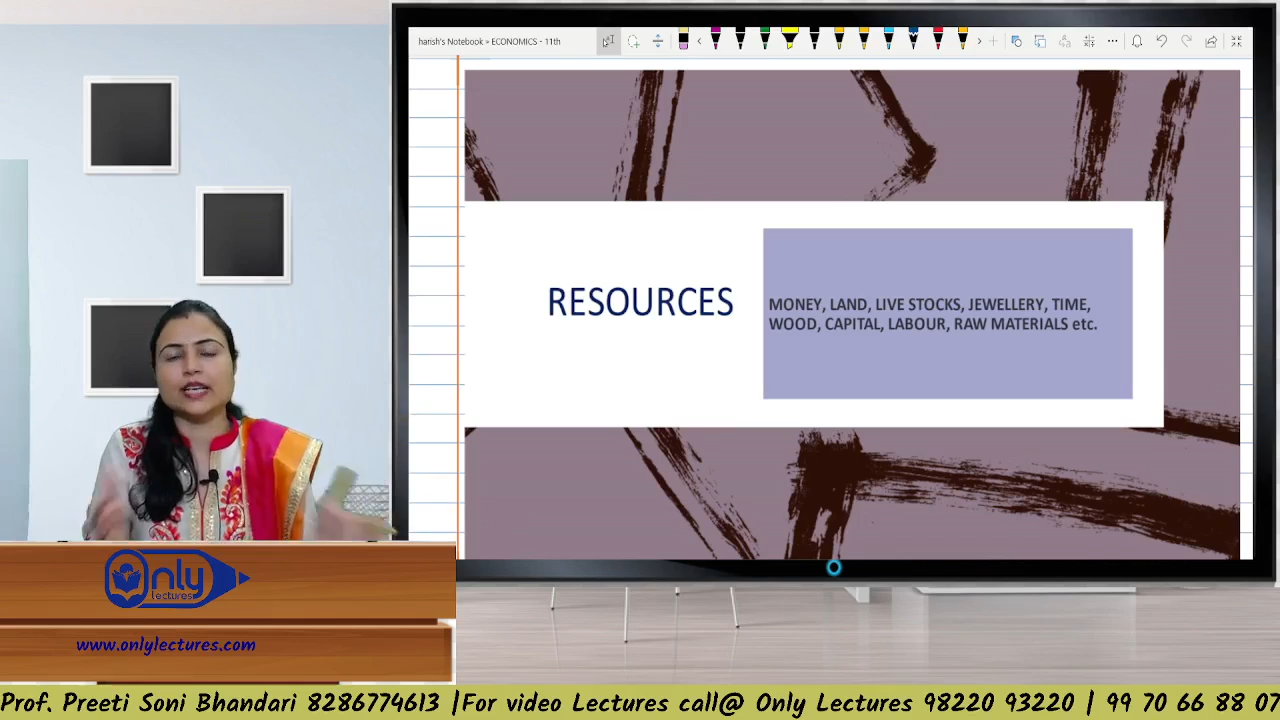 harish's Notebook » ECONOMICS - 11th
RESOURCES
MONEY, LAND, LIVE STOCKS, JEWELLERY, TIME,
WOOD, CAPITAL, LABOUR, RAW MATERIALS etc.
Only
lectures
www.onlylectures.com
Prof. Preeti Soni Bhandari 8286774613 |For video Lectures call@ Only Lectures 98220 93220 | 99 70 66 88 07